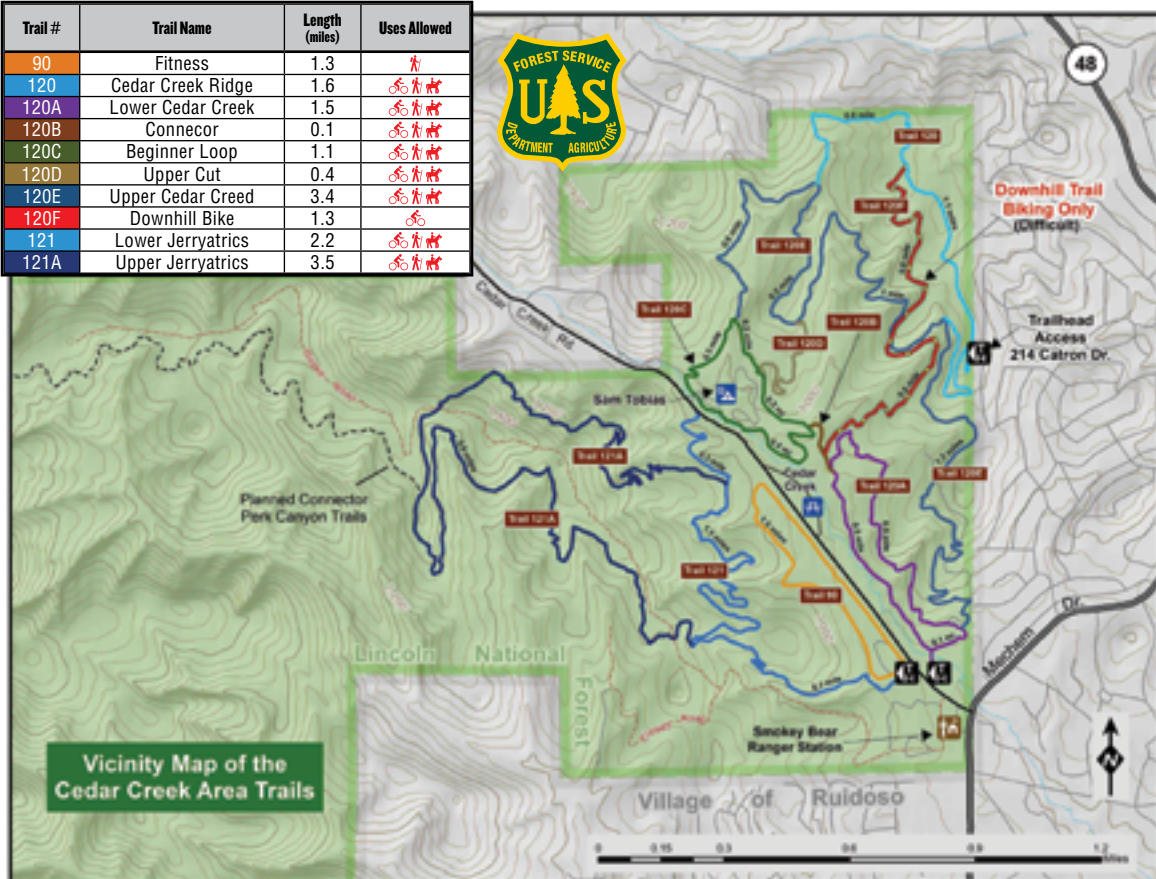 Trail # Trail Name Length (miles) Uses Allowed
90 Fitness 1.3
120 Cedar Creek Ridge 1.6
120A Lower Cedar Creek 1.5
120B Connecor 0.1
120C Beginner Loop 1.1
120D Upper Cut 0.4
120E Upper Cedar Creed 3.4
120F Downhill Bike 1.3
121 Lower Jerryatrics 2.2
121A Upper Jerryatrics 3.5
FOREST SERVICE
U S
DEPARTMENT AGRICULTURE
48
Trail 120
Downhill Trail
Biking Only
(Difficult)
Trail 120F
Trail 120E
Cedar Creek Rd
Trail 120C
Trail 120B
Trail 120D
Trailhead
Access
214 Catron Dr.
Sam Tobias
Trail 121A
Cedar
Creek
Trail 120A
Trail 120E
Planned Connector
Perk Canyon Trails
Trail 121A
Trail 121
Trail 90
Mechem Dr.
Lincoln National
Forest
Smokey Bear
Ranger Station
N
Vicinity Map of the
Cedar Creek Area Trails
Village of Ruidoso
0 0.15 0.3 0.6 0.9 1.2
Miles